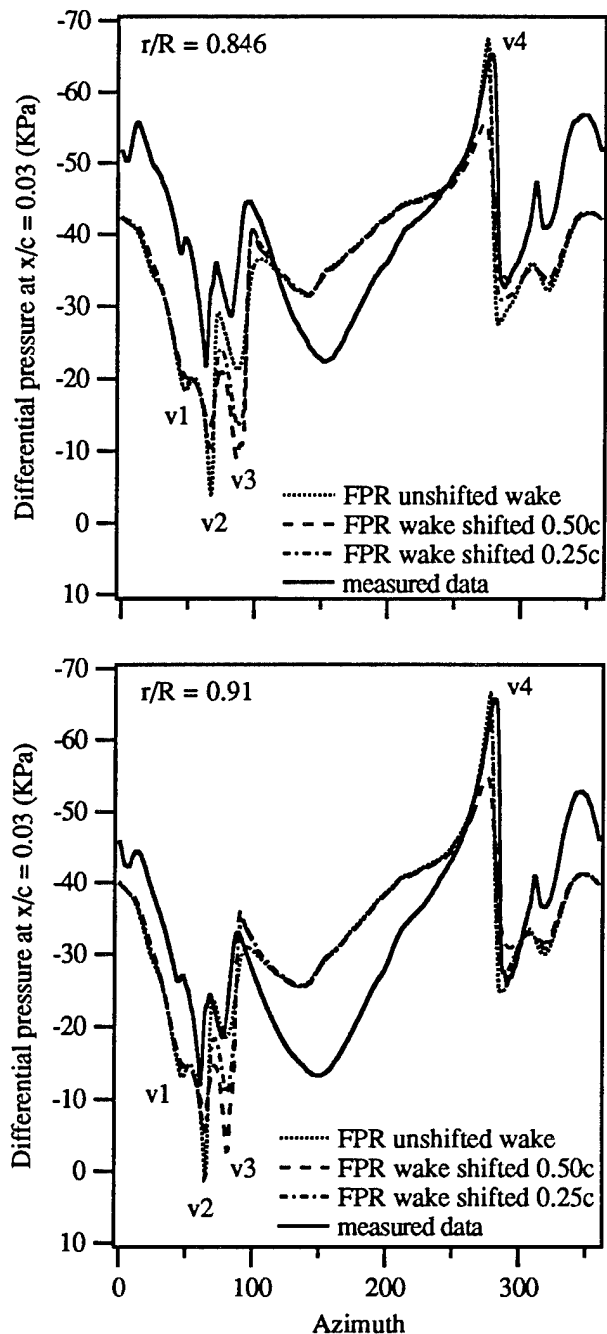 -70
-60
-50
-40
-30
-20
-10
0
10
Differential pressure at x/c = 0.03 (KPa)
r/R = 0.846
v4
v1
v3
v2
FPR unshifted wake
FPR wake shifted 0.50c
FPR wake shifted 0.25c
measured data
0
100
300
-70
-60
-50
-40
-30
-20
-10
0
10
Differential pressure at x/c = 0.03 (KPa)
r/R = 0.91
v4
v1
v3
v2
FPR unshifted wake
FPR wake shifted 0.50c
FPR wake shifted 0.25c
measured data
0
100
200
300
Azimuth